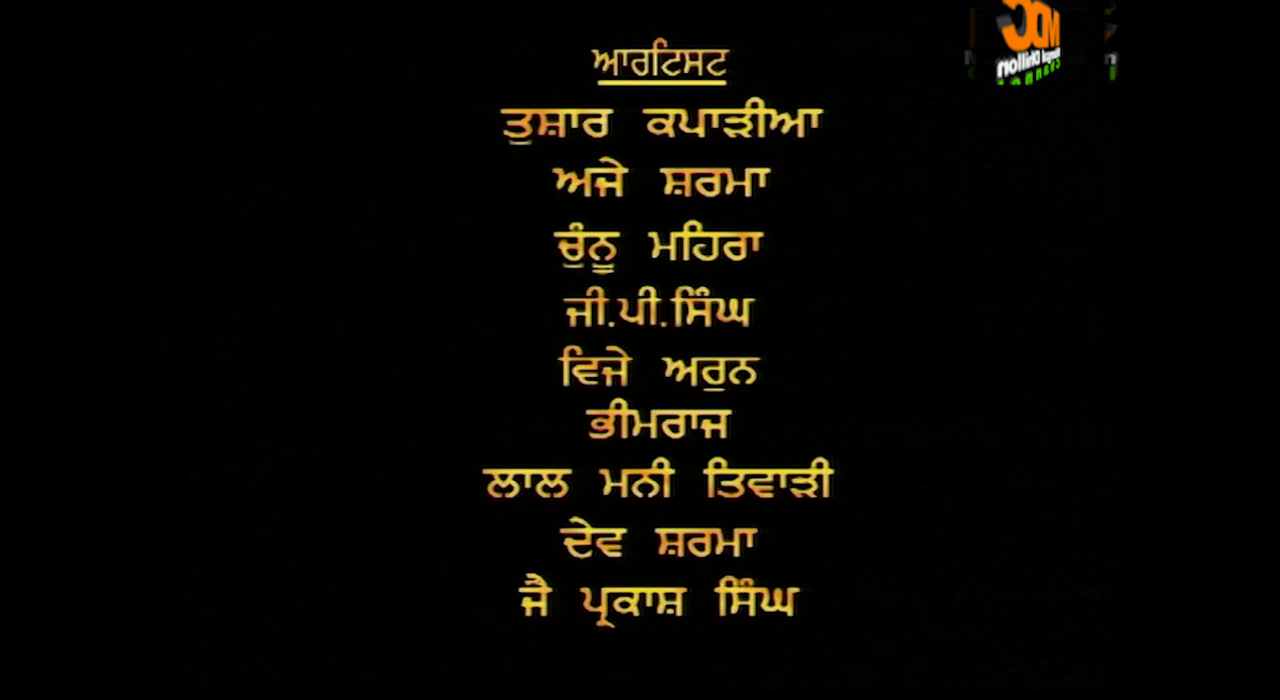 ਆਰਟਿਸਟ
ਤੁਸ਼ਾਰ ਕਪਾੜੀਆ
ਅਜੇ ਸ਼ਰਮਾ
ਚੁੰਨੂ ਮਹਿਰਾ
ਜੀ.ਪੀ.ਸਿੰਘ
ਵਿਜੇ ਅਰੁਨ
ਭੀਮਰਾਜ
ਲਾਲ ਮਨੀ ਤਿਵਾੜੀ
ਦੇਵ ਸ਼ਰਮਾ
ਜੈ ਪ੍ਰਕਾਸ਼ ਸਿੰਘ